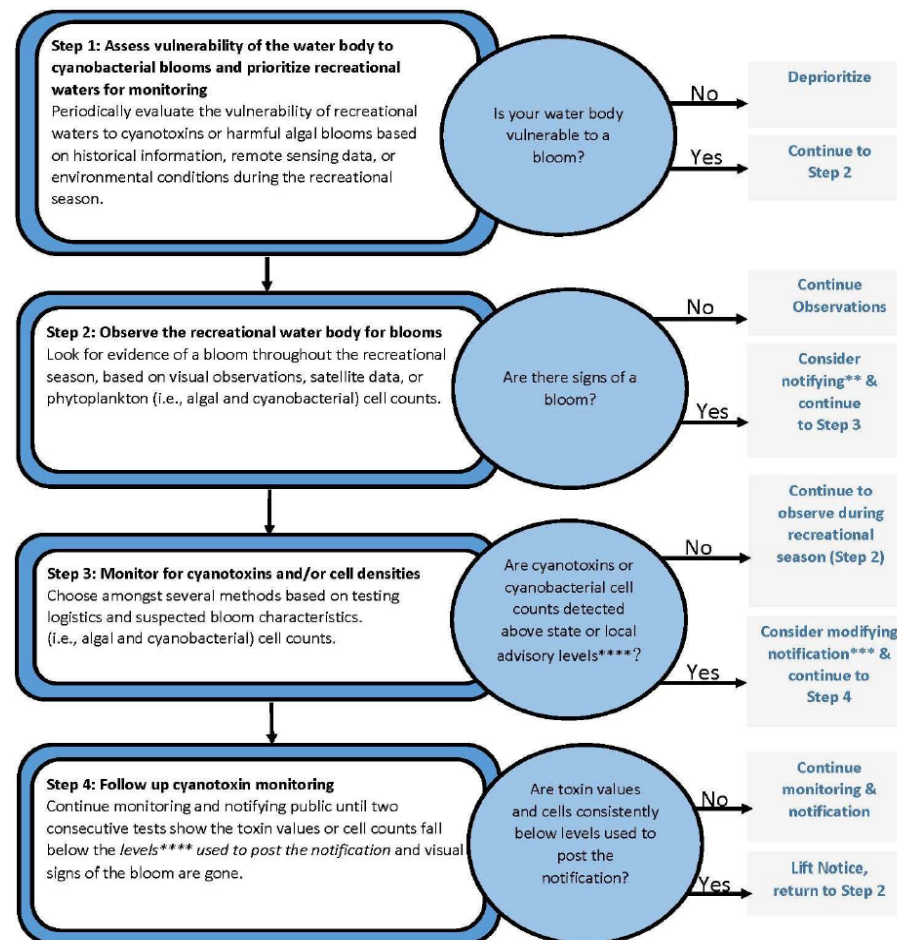 Step 1: Assess vulnerability of the water body to
cyanobacterial blooms and prioritize recreational
waters for monitoring
Periodically evaluate the vulnerability of recreational
waters to cyanotoxins or harmful algal blooms based
on historical information, remote sensing data, or
environmental conditions during the recreational
season.
Is your water body
vulnerable to a
bloom?
No
Deprioritize
Yes
Continue to
Step 2
Step 2: Observe the recreational water body for blooms
Look for evidence of a bloom throughout the recreational
season, based on visual observations, satellite data, or
phytoplankton (i.e., algal and cyanobacterial) cell counts.
Are there signs of a
bloom?
No
Continue
Observations
Yes
Consider
notifying** &
continue
to Step 3
Step 3: Monitor for cyanotoxins and/or cell densities
Choose amongst several methods based on testing
logistics and suspected bloom characteristics.
(i.e., algal and cyanobacterial) cell counts.
Are cyanotoxins or
cyanobacterial cell
counts detected
above state or local
advisory levels****?
No
Continue to
observe during
recreational
season (Step 2)
Yes
Consider modifying
notification*** &
continue to
Step 4
Step 4: Follow up cyanotoxin monitoring
Continue monitoring and notifying public until two
consecutive tests show the toxin values or cell counts fall
below the levels**** used to post the notification and visual
signs of the bloom are gone.
Are toxin values
and cells consistently
below levels used to
post the
notification?
No
Continue
monitoring &
notification
Yes
Lift Notice,
return to Step 2